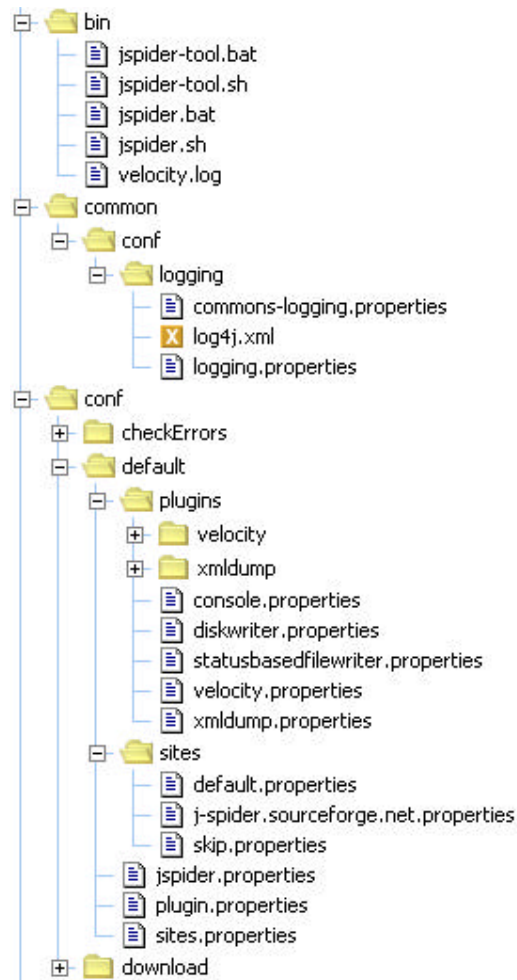 bin
jspider-tool.bat
jspider-tool.sh
jspider.bat
jspider.sh
velocity.log
common
conf
logging
commons-logging.properties
log4j.xml
logging.properties
conf
checkErrors
default
plugins
velocity
xmldump
console.properties
diskwriter.properties
statusbasedfilewriter.properties
velocity.properties
xmldump.properties
sites
default.properties
j-spider.sourceforge.net.properties
skip.properties
jspider.properties
plugin.properties
sites.properties
download